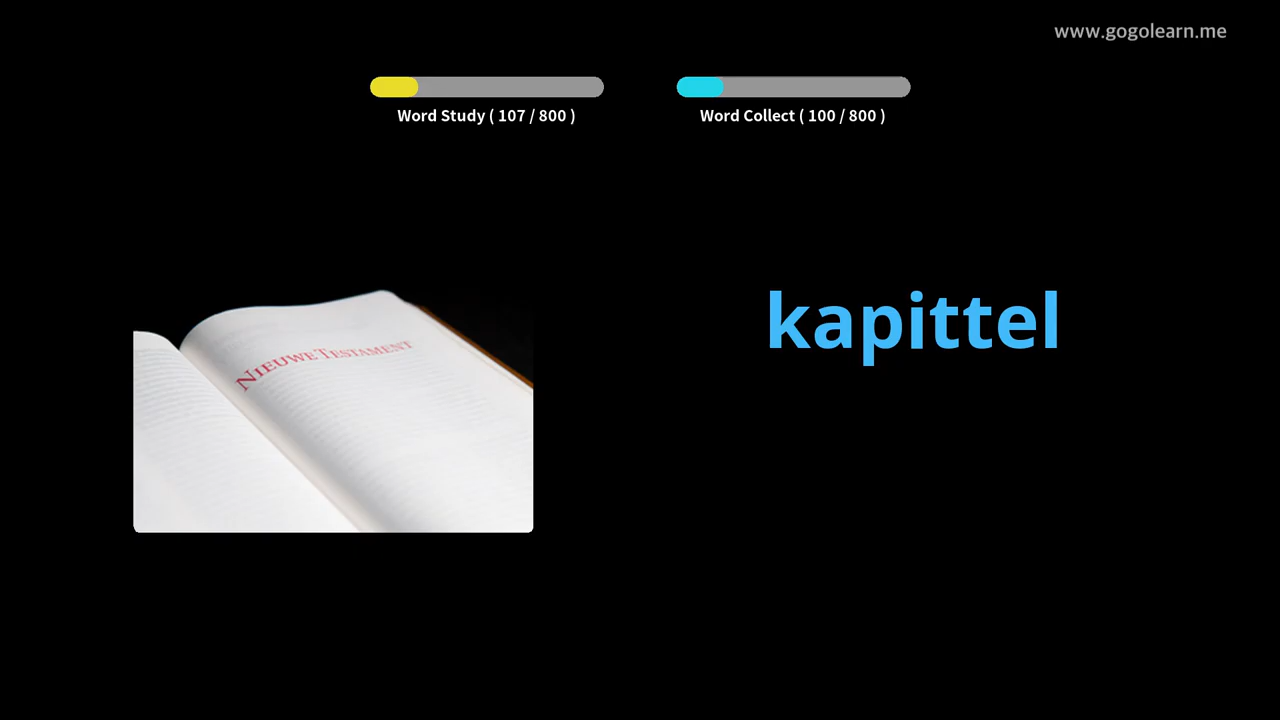 www.gogolearn.me
Word Study ( 107 / 800 )
Word Collect ( 100 / 800 )
NIEUWE TESTAMENT
kapittel